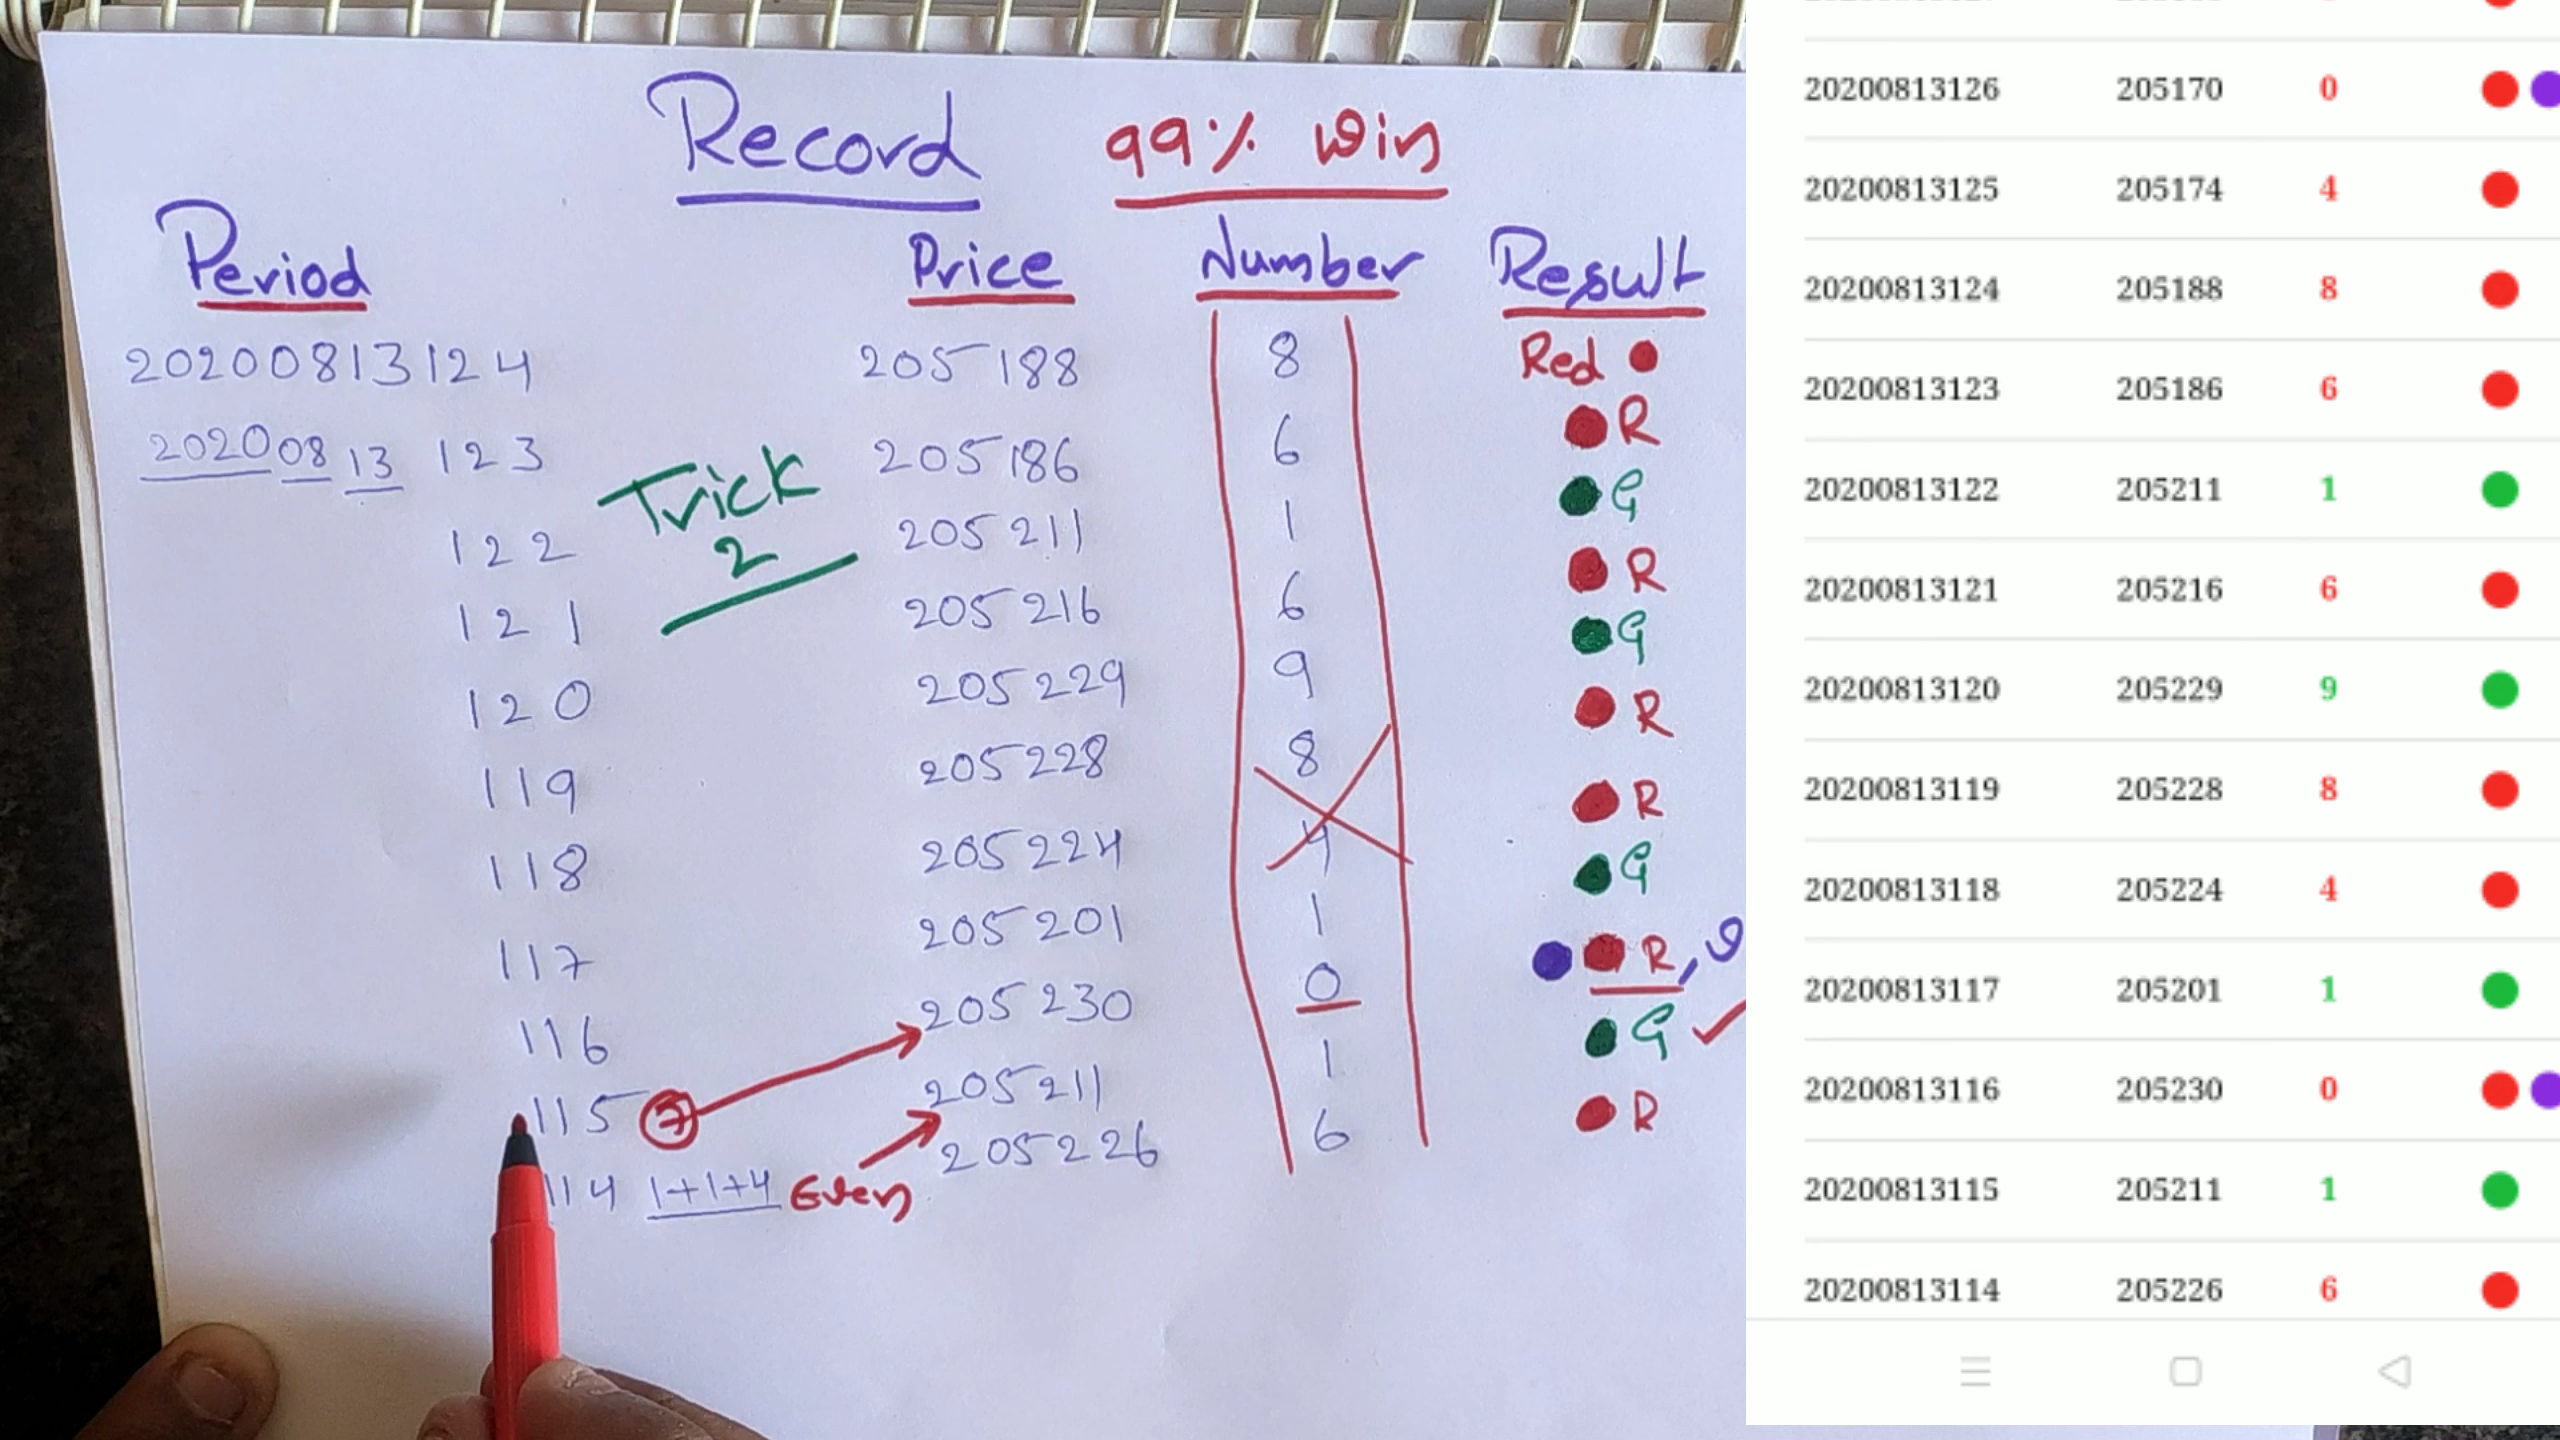 Record 99% Win
Period Price Number Result
20200813124 205188 8 Red
20200813 123 205186 6 R
Trick
2
122 205211 1 G
121 205216 6 R
120 205229 9 G
119 205228 8 R
118 205224 4 R
117 205201 1 G
116 205230 0 R,
115 7 205211 1 G
114 1+1+4 Even 205226 6 R
20200813126 205170 0
20200813125 205174 4
20200813124 205188 8
20200813123 205186 6
20200813122 205211 1
20200813121 205216 6
20200813120 205229 9
20200813119 205228 8
20200813118 205224 4
20200813117 205201 1
20200813116 205230 0
20200813115 205211 1
20200813114 205226 6